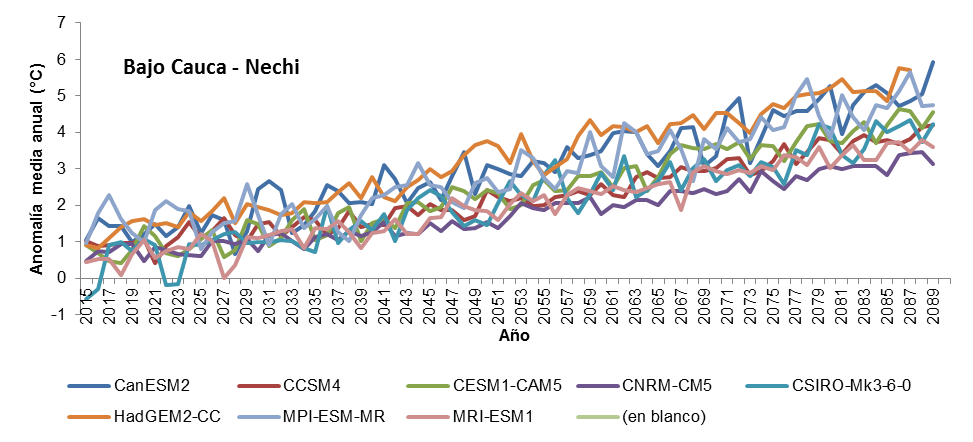 7
6
5
4
3
2
1
0
-1
Anomalía media anual (°C)
Bajo Cauca - Nechi
2015 2017 2019 2021 2023 2025 2027 2029 2031 2033 2035 2037 2039 2041 2043 2045 2047 2049 2051 2053 2055 2057 2059 2061 2063 2065 2067 2069 2071 2073 2075 2077 2079 2081 2083 2085 2087 2089
Año
CanESM2 CCSM4 CESM1-CAM5 CNRM-CM5 CSIRO-Mk3-6-0
HadGEM2-CC MPI-ESM-MR MRI-ESM1 (en blanco)